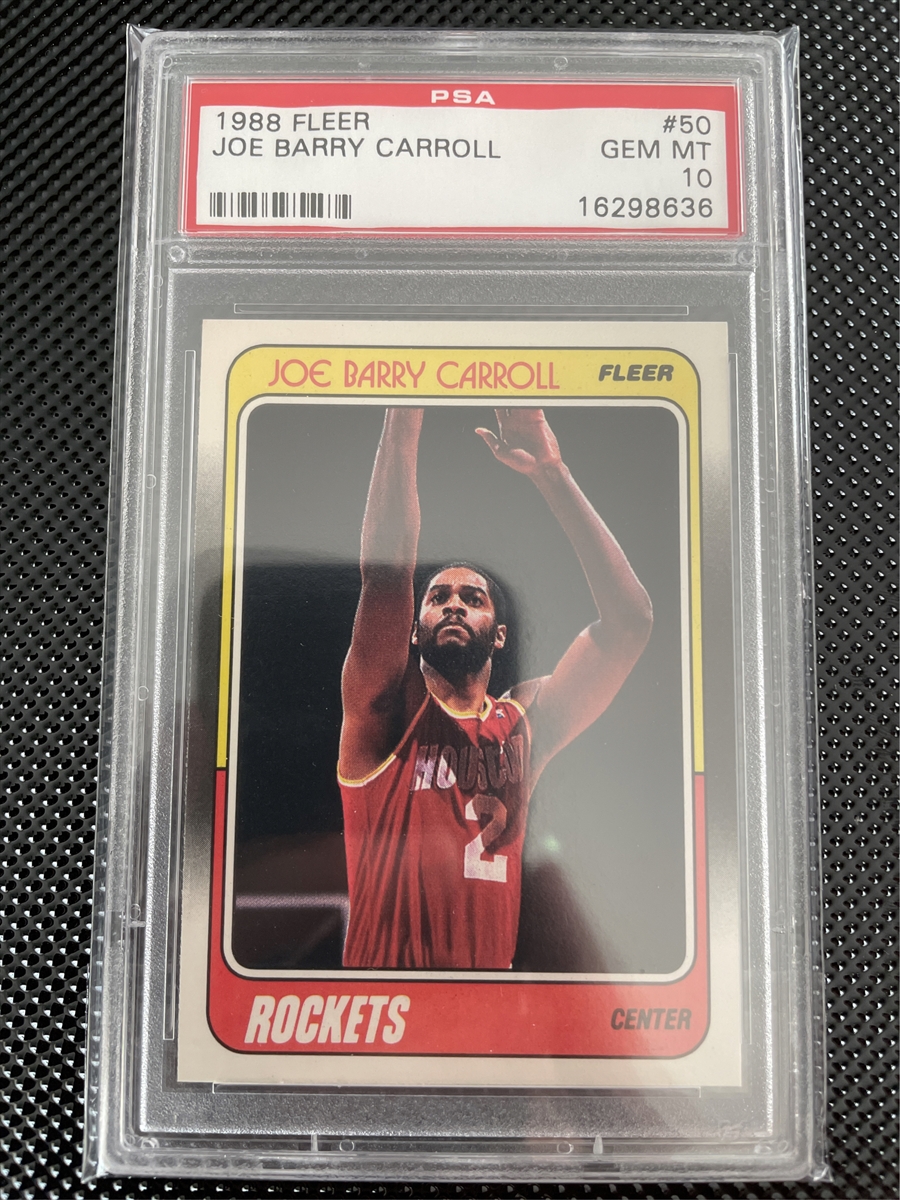 PSA
1988 FLEER #50
JOE BARRY CARROLL GEM MT
10
16298636
JOE BARRY CARROLL FLEER
HOUSTON
2
ROCKETS CENTER